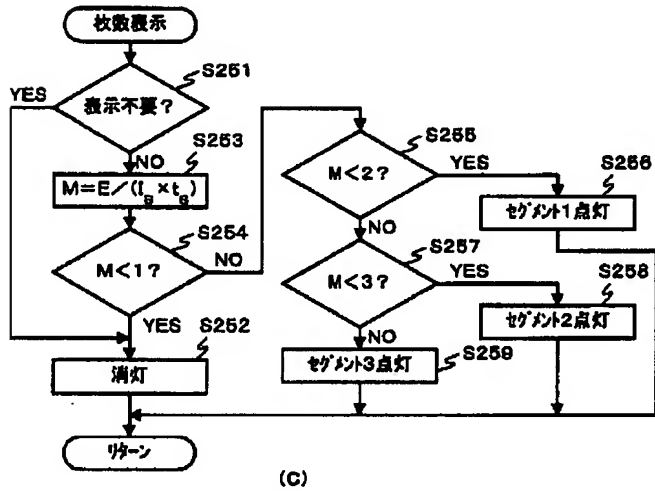 枚数表示
S251
YES
表示不要？
NO
S253
M=E/(Is×ts)
S254
M<1？
NO
YES
S252
消灯
リターン
S255
M<2？
YES
S256
セグメント1点灯
NO
S257
M<3？
YES
S258
セグメント2点灯
NO
セグメント3点灯
S259
(C)